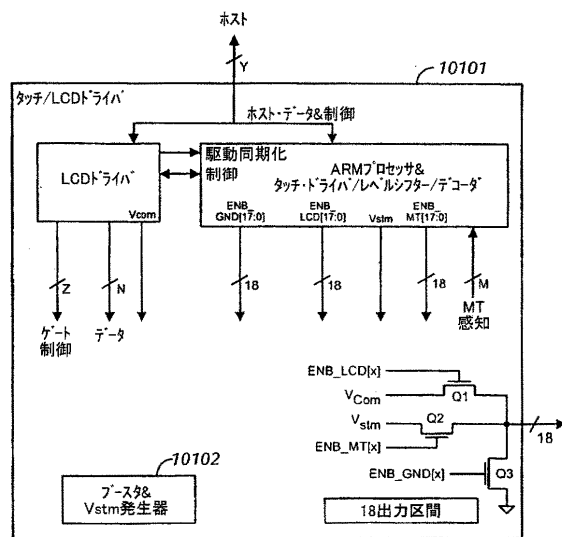 ホスト
Y
10101
タッチ/LCDドライバ
ホスト・データ&制御
LCDドライバ
Vcom
駆動同期化
制御
ARMプロセッサ&
タッチ・ドライバ/レベルシフター/デコーダ
ENB_
GND[17:0]
ENB_
LCD[17:0]
Vstm
ENB_
MT[17:0]
Z
N
18
18
18
M
ゲート
制御
データ
MT
感知
ENB_LCD[x]
VCom
Q1
Vstm
Q2
18
ENB_MT[x]
ENB_GND[x]
Q3
10102
ブースタ&
Vstm発生器
18出力区間